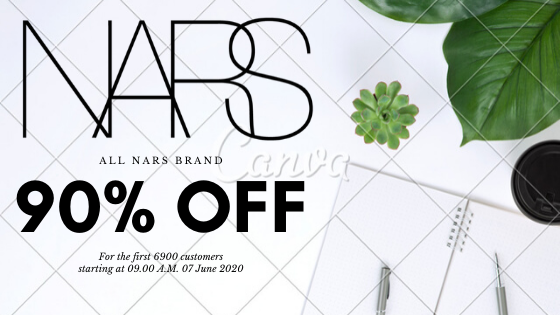 NARS
ALL NARS BRAND
Canva
90% OFF
For the first 6900 customers
starting at 09.00 A.M. 07 June 2020